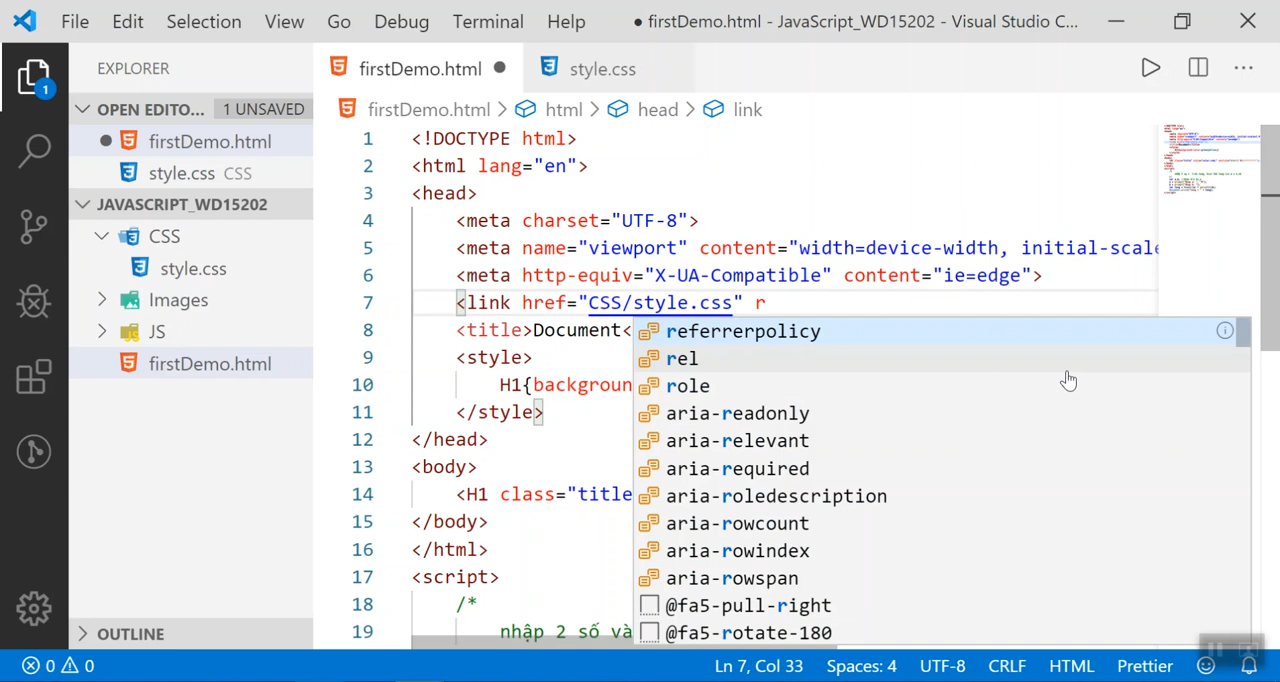 File Edit Selection View Go Debug Terminal Help ● firstDemo.html - JavaScript_WD15202 - Visual Studio C...
EXPLORER
OPEN EDITO... 1 UNSAVED
firstDemo.html
style.css CSS
JAVASCRIPT_WD15202
CSS
style.css
Images
JS
firstDemo.html
OUTLINE
1
firstDemo.html ● style.css
firstDemo.html > html > head > link
1 <!DOCTYPE html>
2 <html lang="en">
3 <head>
4 <meta charset="UTF-8">
5 <meta name="viewport" content="width=device-width, initial-scale
6 <meta http-equiv="X-UA-Compatible" content="ie=edge">
7 <link href="CSS/style.css" r
8 <title>Document<
9 <style>
10 H1{backgroun
11 </style>
12 </head>
13 <body>
14 <H1 class="title
15 </body>
16 </html>
17 <script>
18 /*
19 nhập 2 số và
referrerpolicy
rel
role
aria-readonly
aria-relevant
aria-required
aria-roledescription
aria-rowcount
aria-rowindex
aria-rowspan
@fa5-pull-right
@fa5-rotate-180
0 0 Ln 7, Col 33 Spaces: 4 UTF-8 CRLF HTML Prettier